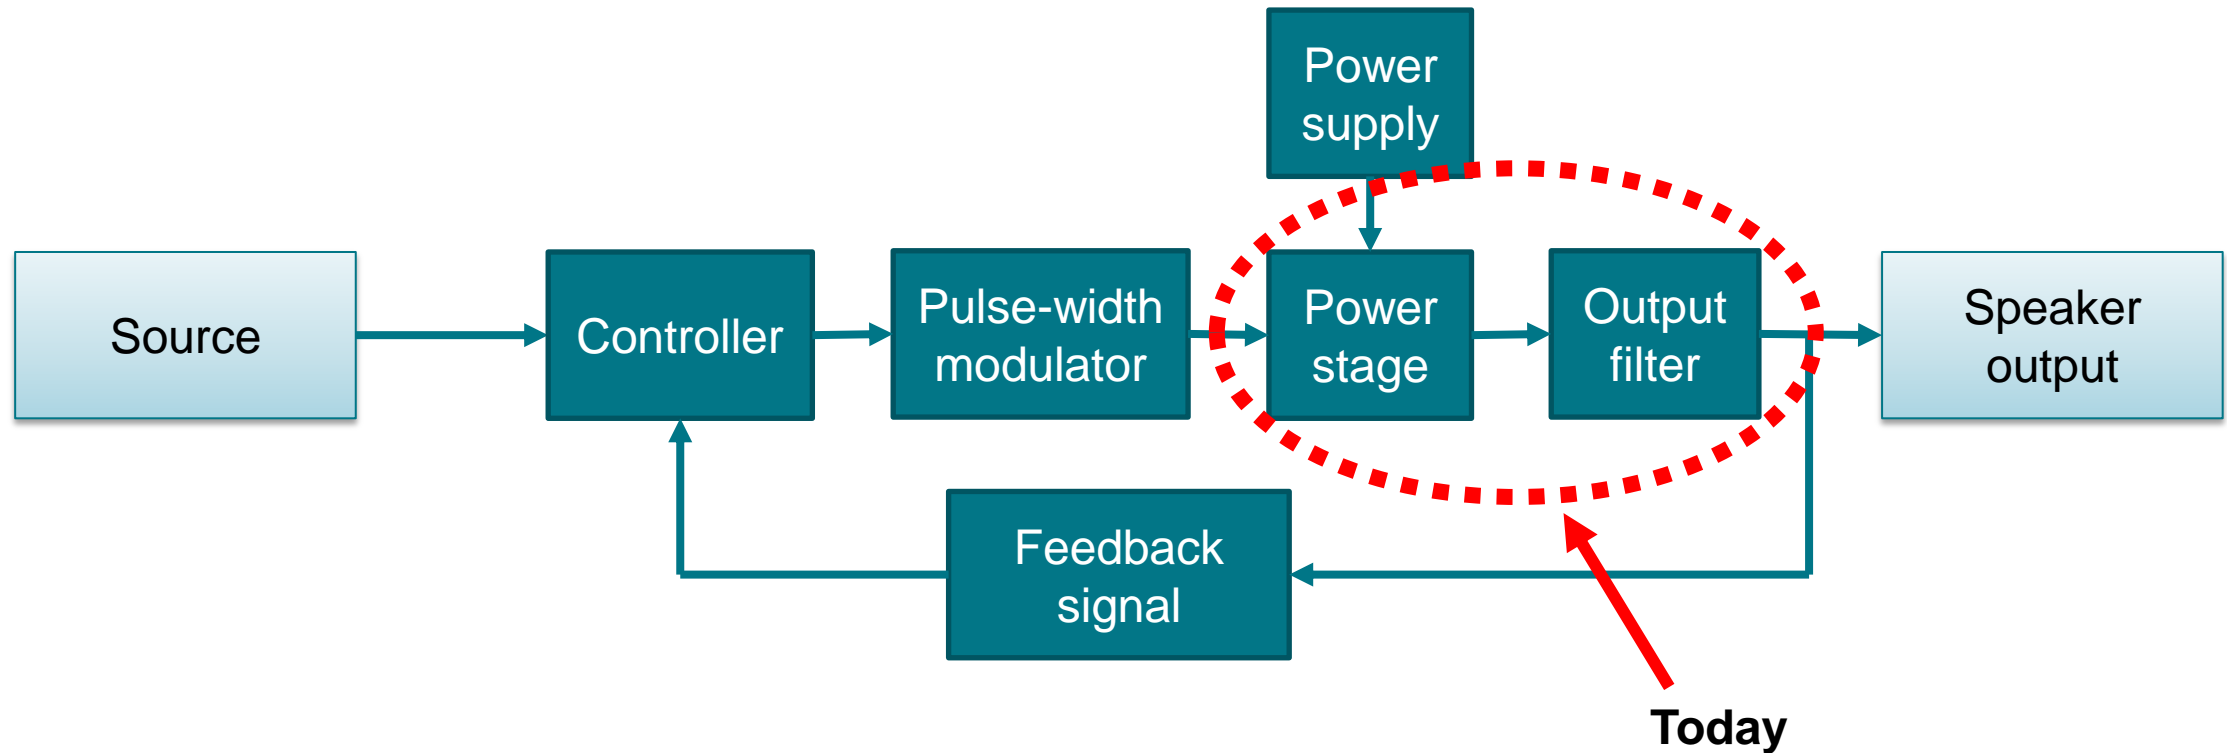 Power
supply
Source
Controller
Pulse-width
modulator
Power
stage
Output
filter
Speaker
output
Feedback
signal
Today